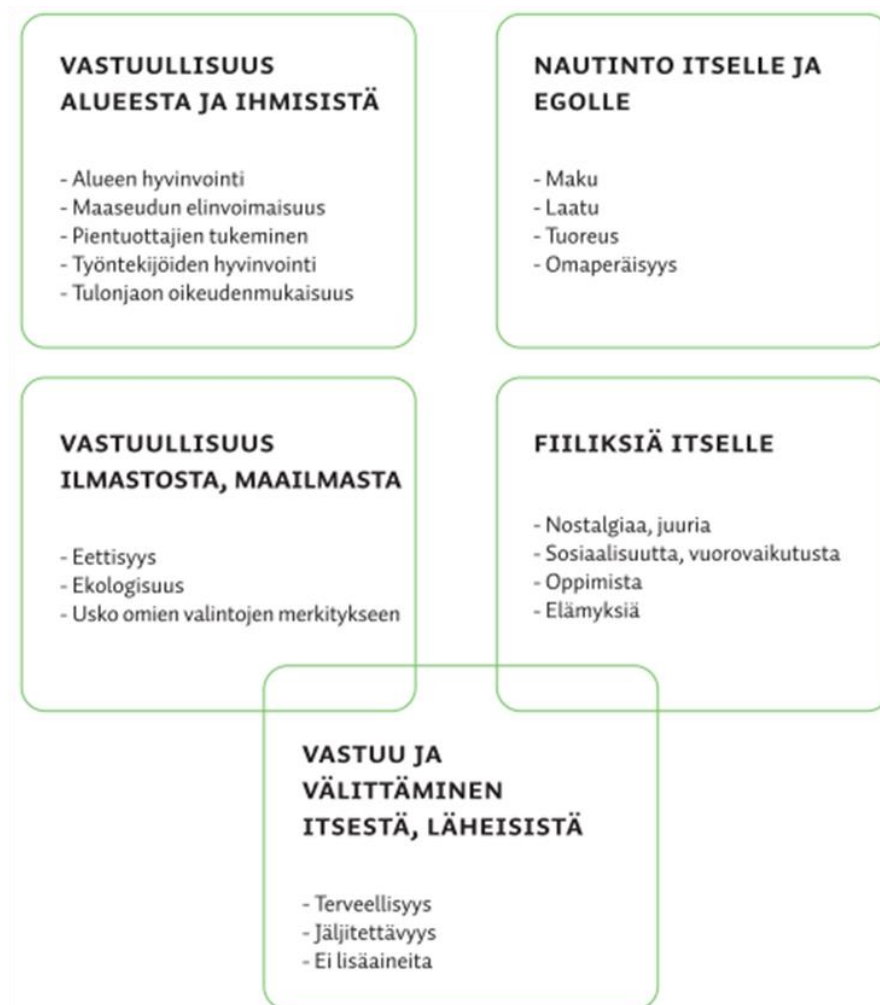 VASTUULLISUUS
ALUEESTA JA IHMISISTÄ
- Alueen hyvinvointi
- Maaseudun elinvoimaisuus
- Pientuottajien tukeminen
- Työntekijöiden hyvinvointi
- Tulonjaon oikeudenmukaisuus
NAUTINTO ITSELLE JA
EGOLLE
- Maku
- Laatu
- Tuoreus
- Omaperäisyys
VASTUULLISUUS
ILMASTOSTA, MAAILMASTA
- Eettisyys
- Ekologisuus
- Usko omien valintojen merkitykseen
FIILIKSIÄ ITSELLE
- Nostalgiaa, juuria
- Sosiaalisuutta, vuorovaikutusta
- Oppimista
- Elämyksiä
VASTUU JA
VÄLITTÄMINEN
ITSESTÄ, LÄHEISISTÄ
- Terveellisyys
- Jäljitettävyys
- Ei lisäaineita